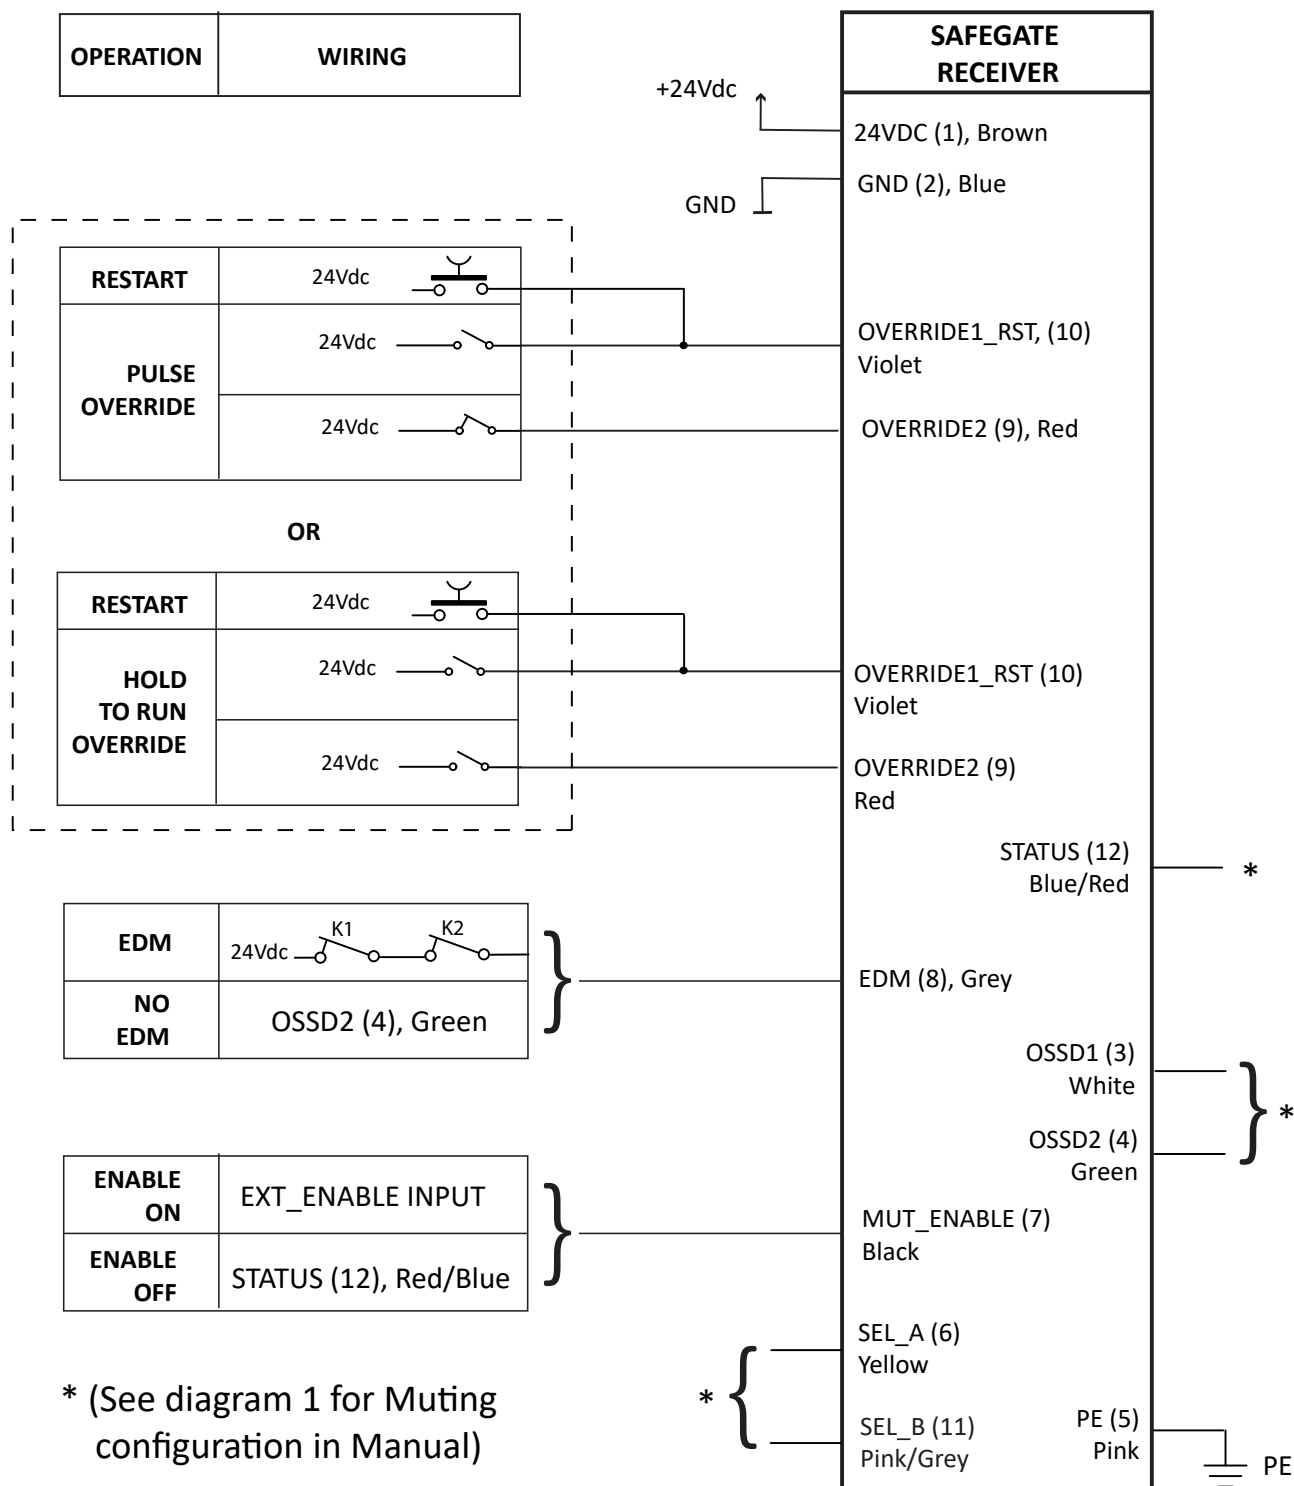 OPERATION WIRING
SAFEGATE
RECEIVER
+24Vdc
24VDC (1), Brown
GND
GND (2), Blue
RESTART 24Vdc
PULSE
OVERRIDE
24Vdc
24Vdc
OVERRIDE1_RST, (10)
Violet
OVERRIDE2 (9), Red
OR
RESTART 24Vdc
HOLD
TO RUN
OVERRIDE
24Vdc
24Vdc
OVERRIDE1_RST (10)
Violet
OVERRIDE2 (9)
Red
STATUS (12)
Blue/Red
*
EDM
24Vdc K1 K2
NO
EDM
OSSD2 (4), Green
EDM (8), Grey
OSSD1 (3)
White
OSSD2 (4)
Green
*
ENABLE
ON
EXT_ENABLE INPUT
ENABLE
OFF
STATUS (12), Red/Blue
MUT_ENABLE (7)
Black
SEL_A (6)
Yellow
*
SEL_B (11)
Pink/Grey
PE (5)
Pink
PE
* (See diagram 1 for Muting
configuration in Manual)